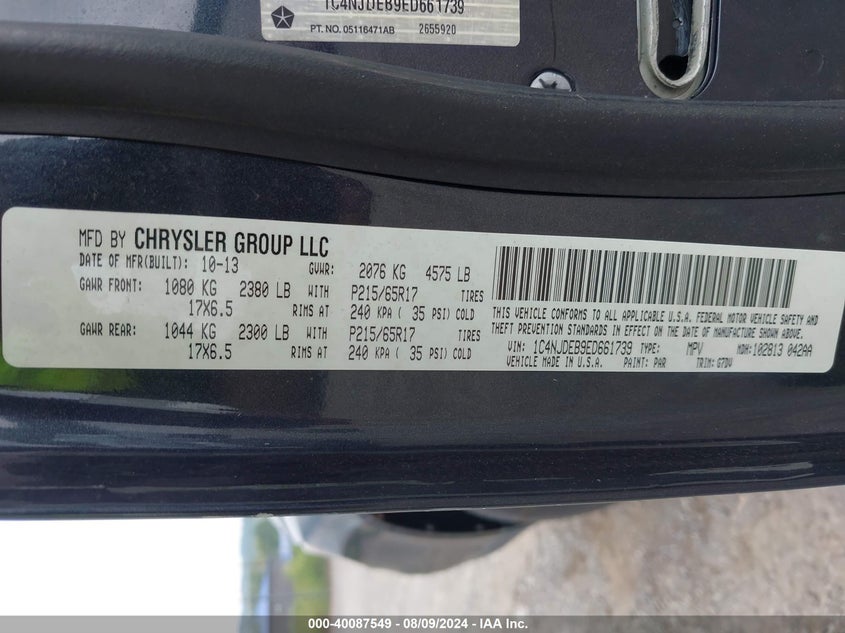 1C4NJDEB9ED661739
PT. NO. 05116471AB 2655920
MFD BY CHRYSLER GROUP LLC
DATE OF MFR(BUILT): 10-13 GVWR: 2076 KG 4575 LB
GAWR FRONT: 1080 KG 2380 LB WITH P215/65R17 TIRES
17X6.5 RIMS AT 240 KPA ( 35 PSI) COLD
GAWR REAR: 1044 KG 2300 LB WITH P215/65R17 TIRES
17X6.5 RIMS AT 240 KPA ( 35 PSI) COLD
THIS VEHICLE CONFORMS TO ALL APPLICABLE U.S.A. FEDERAL MOTOR VEHICLE SAFETY AND
THEFT PREVENTION STANDARDS IN EFFECT ON THE DATE OF MANUFACTURE SHOWN ABOVE.
VIN: 1C4NJDEB9ED661739 TYPE: MPV MDH: 102813 042AA
VEHICLE MADE IN U.S.A. PAINT: PAR TRIM: G7DV
000-40087549 - 08/09/2024 - IAA Inc.